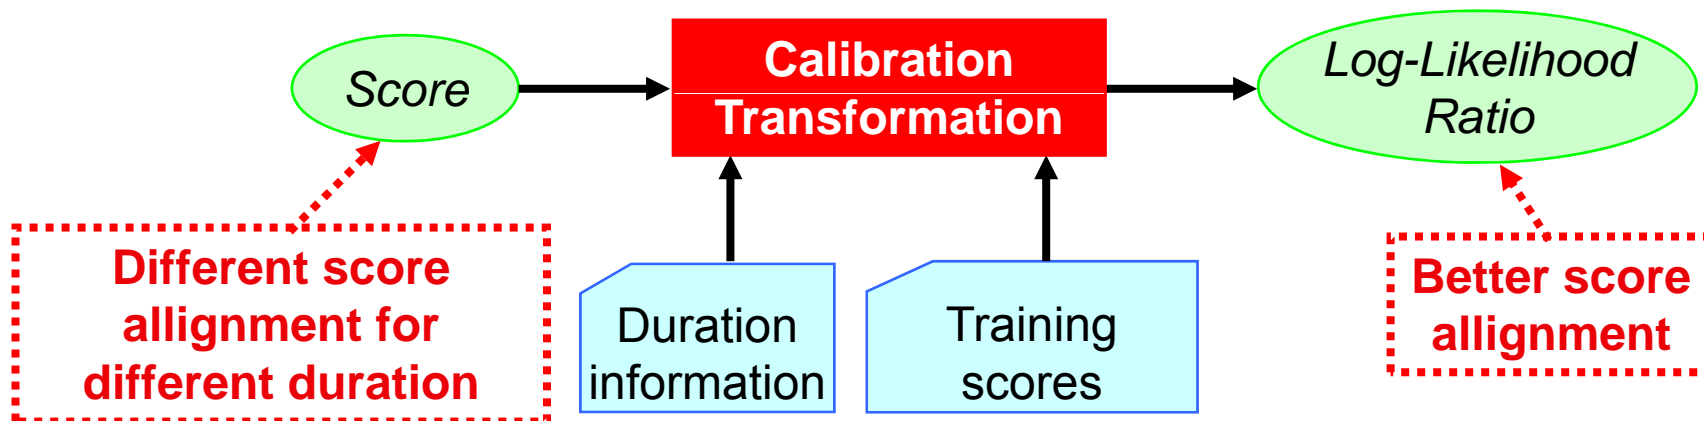 Score
Calibration
Transformation
Log-Likelihood
Ratio
Different score
allignment for
different duration
Duration
information
Training
scores
Better score
allignment